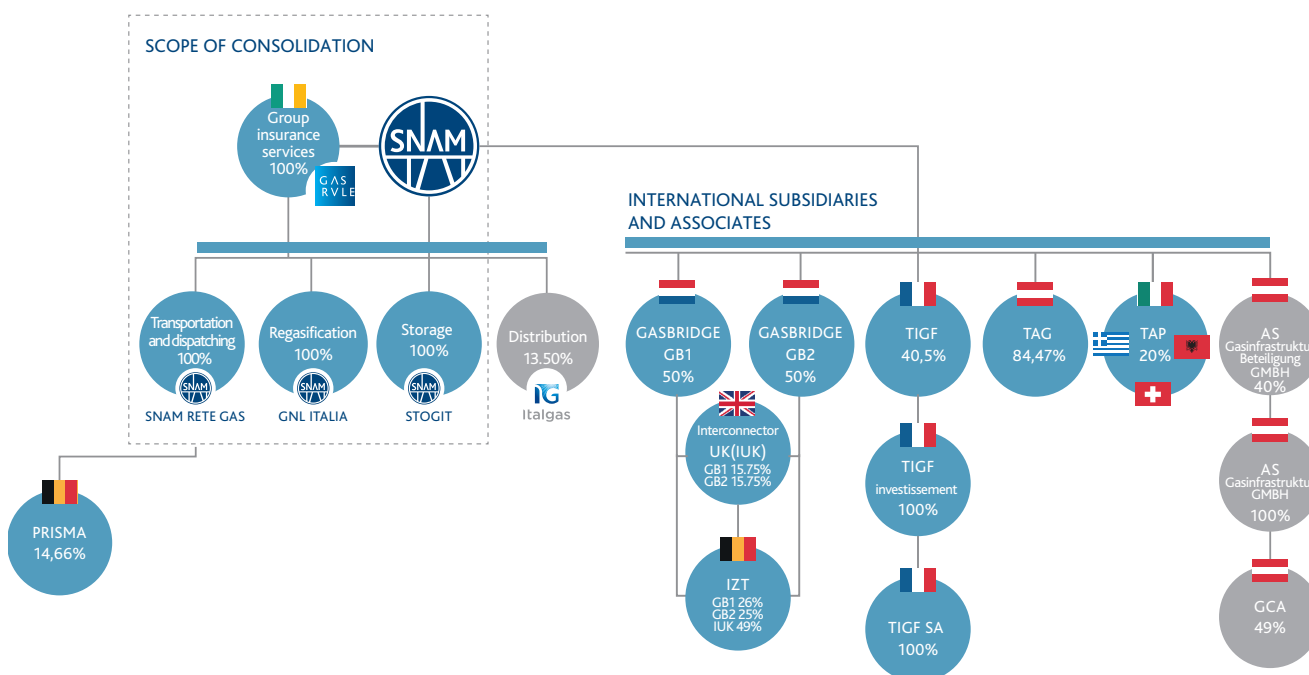 SCOPE OF CONSOLIDATION
Group
insurance
services
100%
GAS
RVLE
SNAM
INTERNATIONAL SUBSIDIARIES
AND ASSOCIATES
Transportation
and dispatching
100%
SNAM
SNAM RETE GAS
Regasification
100%
SNAM
GNL ITALIA
Storage
100%
SNAM
STOGIT
Distribution
13.50%
IG
Italgas
GASBRIDGE
GB1
50%
GASBRIDGE
GB2
50%
TIGF
40,5%
TAG
84,47%
TAP
20%
AS
Gasinfrastruktu
Beteiligung
GMBH
40%
Interconnector
UK(IUK)
GB1 15.75%
GB2 15.75%
TIGF
investissement
100%
AS
Gasinfrastruktu
GMBH
100%
PRISMA
14,66%
IZT
GB1 26%
GB2 25%
IUK 49%
TIGF SA
100%
GCA
49%